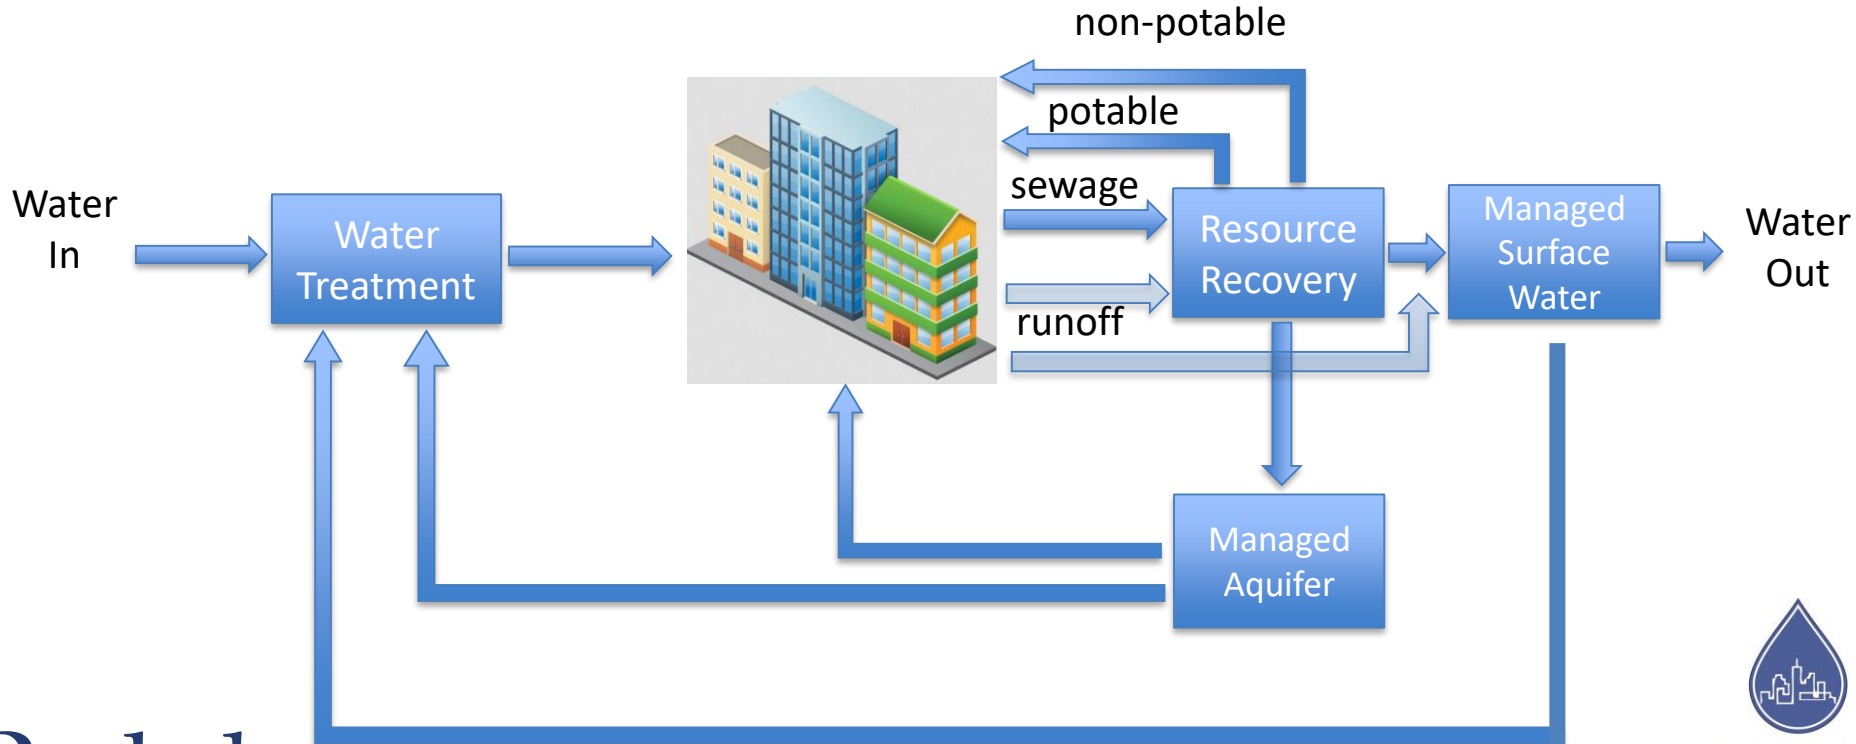 non-potable
potable
sewage
runoff
Water
In
Water
Treatment
Resource
Recovery
Managed
Surface
Water
Water
Out
Managed
Aquifer